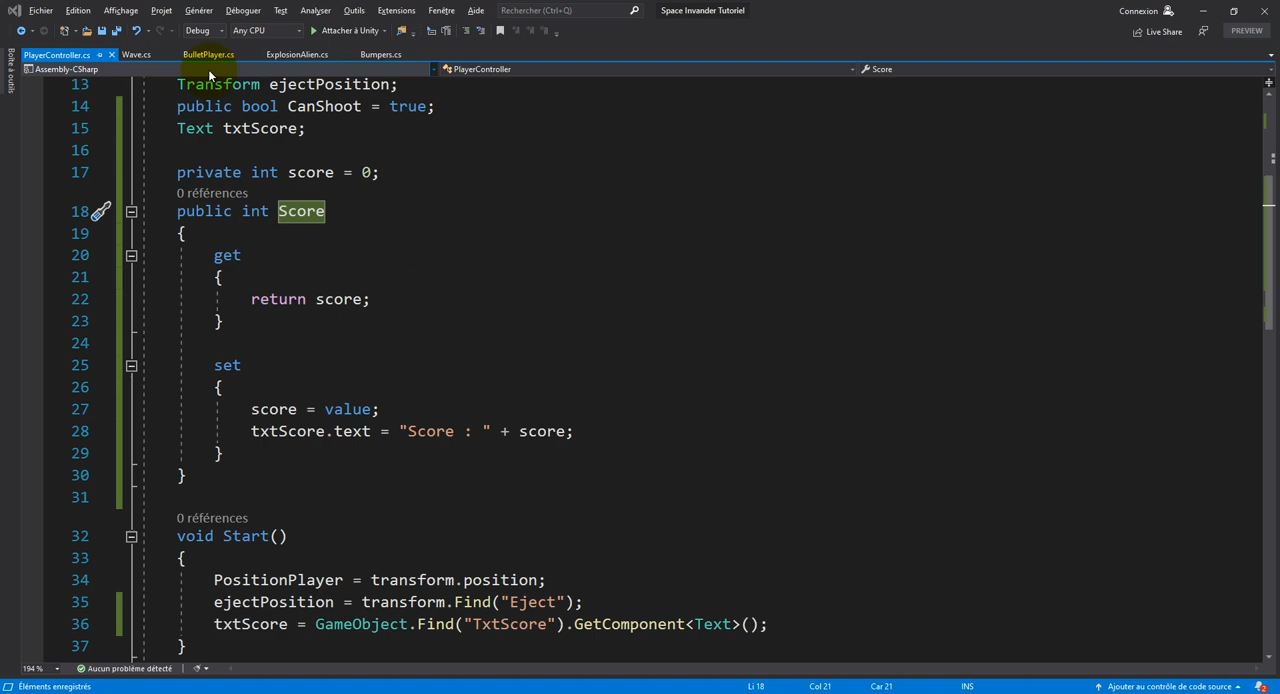 Fichier Edition Affichage Projet Générer Déboguer Test Analyser Outils Extensions Fenêtre Aide Rechercher (Ctrl+Q) Space Invander Tutoriel Connexion
Debug Any CPU Attacher à Unity Live Share PREVIEW
Boîte à outils
PlayerController.cs Wave.cs BulletPlayer.cs ExplosionAlien.cs Bumpers.cs
Assembly-CSharp PlayerController Score
13 Transform ejectPosition;
14 public bool CanShoot = true;
15 Text txtScore;
16
17 private int score = 0;
0 références
18 public int Score
19 {
20 get
21 {
22 return score;
23 }
24
25 set
26 {
27 score = value;
28 txtScore.text = "Score : " + score;
29 }
30 }
31
0 références
32 void Start()
33 {
34 PositionPlayer = transform.position;
35 ejectPosition = transform.Find("Eject");
36 txtScore = GameObject.Find("TxtScore").GetComponent<Text>();
37 }
194 % Aucun problème détecté
Éléments enregistrés Li 18 Col 21 Car 21 INS Ajouter au contrôle de code source 2